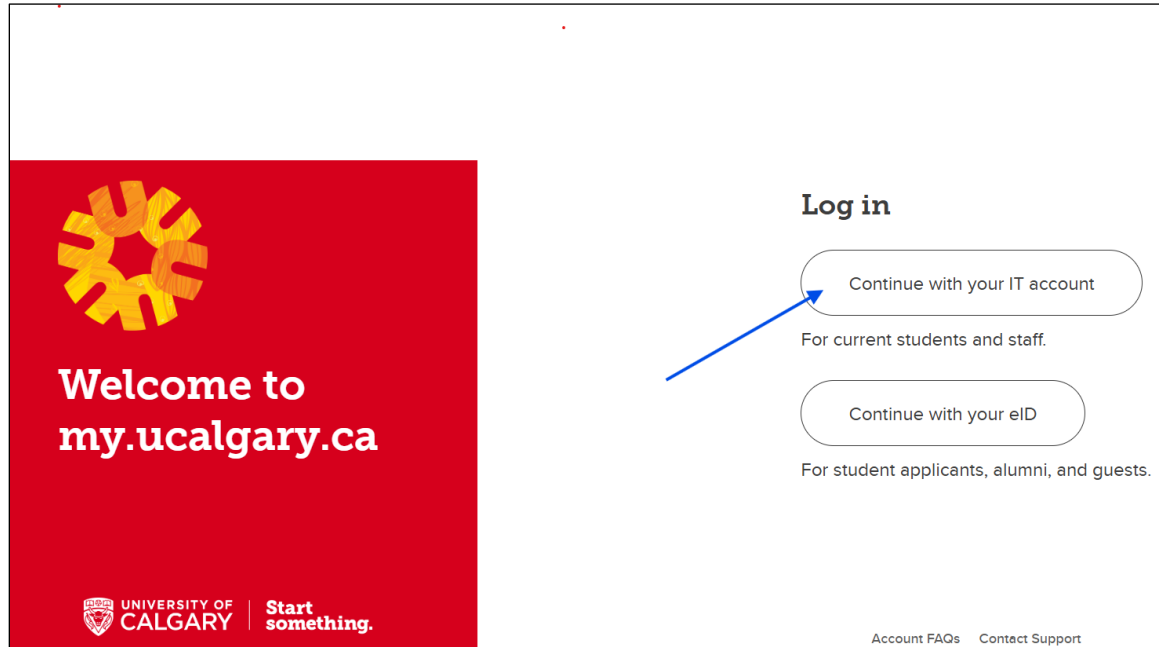 Welcome to
my.ucalgary.ca
UNIVERSITY OF
CALGARY
Start
something.
Log in
Continue with your IT account
For current students and staff.
Continue with your eID
For student applicants, alumni, and guests.
Account FAQs Contact Support